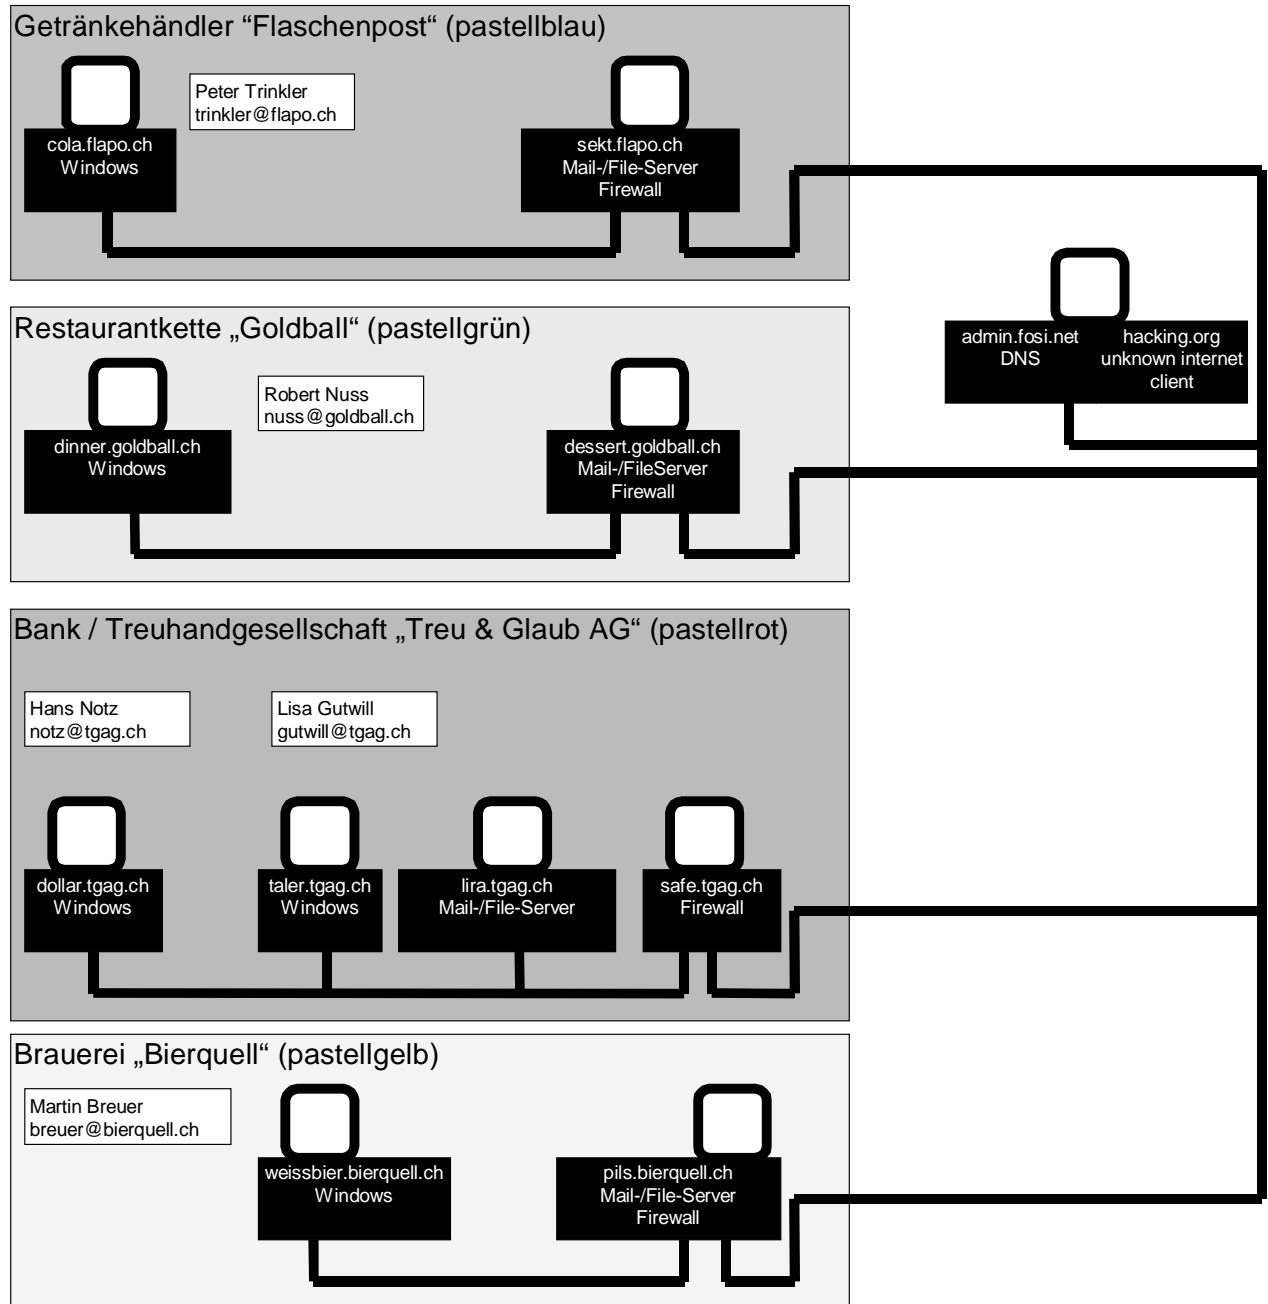 Getränkehändler “Flaschenpost“ (pastellblau)
Peter Trinkler
trinkler@flapo.ch
cola.flapo.ch
Windows
sekt.flapo.ch
Mail-/File-Server
Firewall
admin.fosi.net
DNS
hacking.org
unknown internet
client
Restaurantkette „Goldball“ (pastellgrün)
Robert Nuss
nuss@goldball.ch
dinner.goldball.ch
Windows
dessert.goldball.ch
Mail-/FileServer
Firewall
Bank / Treuhandgesellschaft „Treu & Glaub AG“ (pastellrot)
Hans Notz
notz@tgag.ch
Lisa Gutwill
gutwill@tgag.ch
dollar.tgag.ch
Windows
taler.tgag.ch
Windows
lira.tgag.ch
Mail-/File-Server
safe.tgag.ch
Firewall
Brauerei „Bierquell“ (pastellgelb)
Martin Breuer
breuer@bierquell.ch
weissbier.bierquell.ch
Windows
pils.bierquell.ch
Mail-/File-Server
Firewall